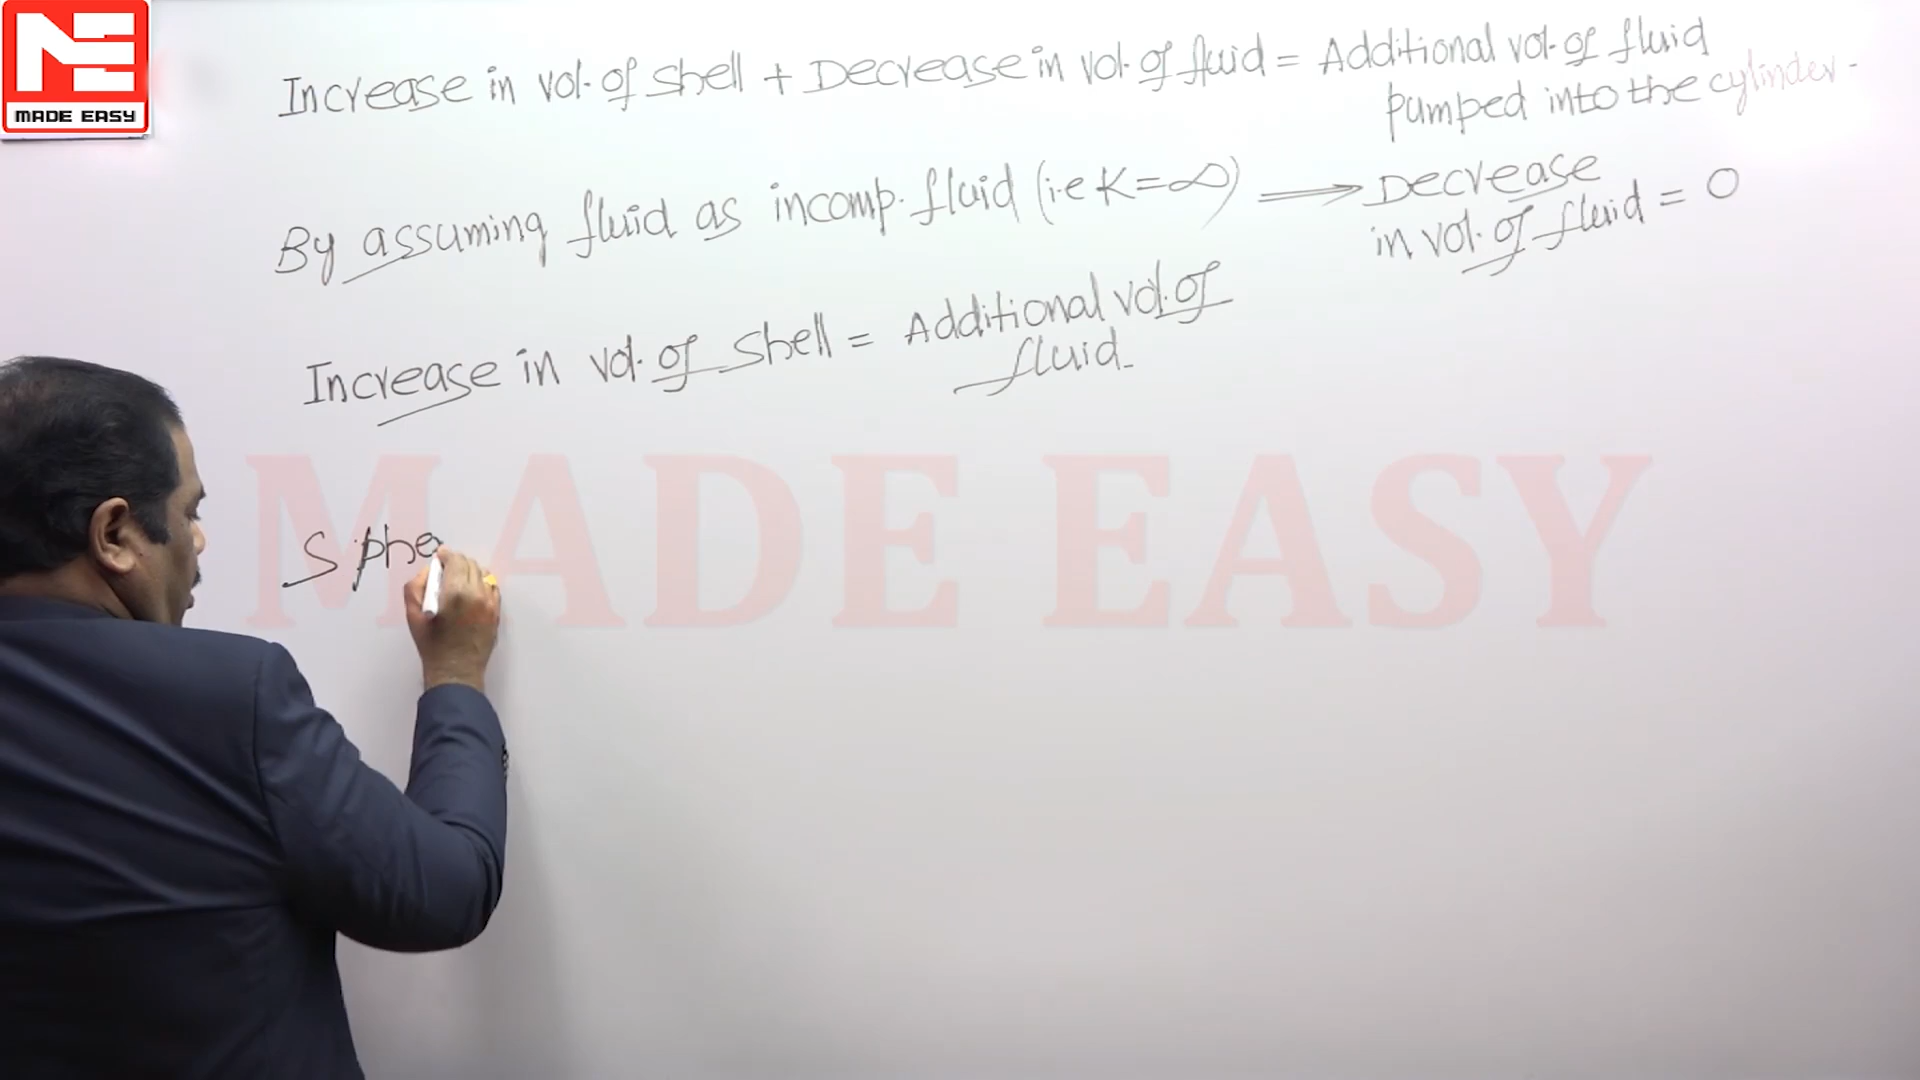 ME
MADE EASY
Increase in vol. of shell + Decrease in vol. of fluid = Additional vol. of fluid
pumped into the cylinder.
By assuming fluid as incomp. fluid (i.e K=∞) ⟶ Decrease
in vol. of fluid = 0
Increase in vol. of shell = Additional vol. of
fluid.
MADE EASY
Sphe